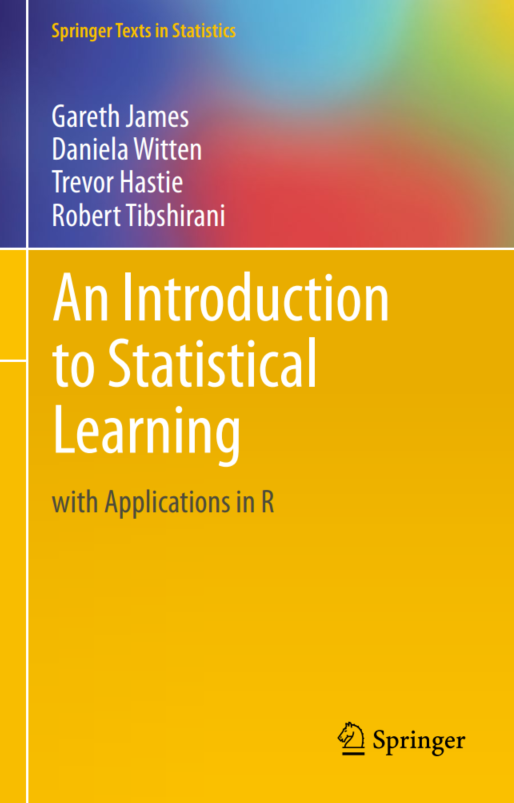 Springer Texts in Statistics
Gareth James
Daniela Witten
Trevor Hastie
Robert Tibshirani
An Introduction
to Statistical
Learning
with Applications in R
Springer